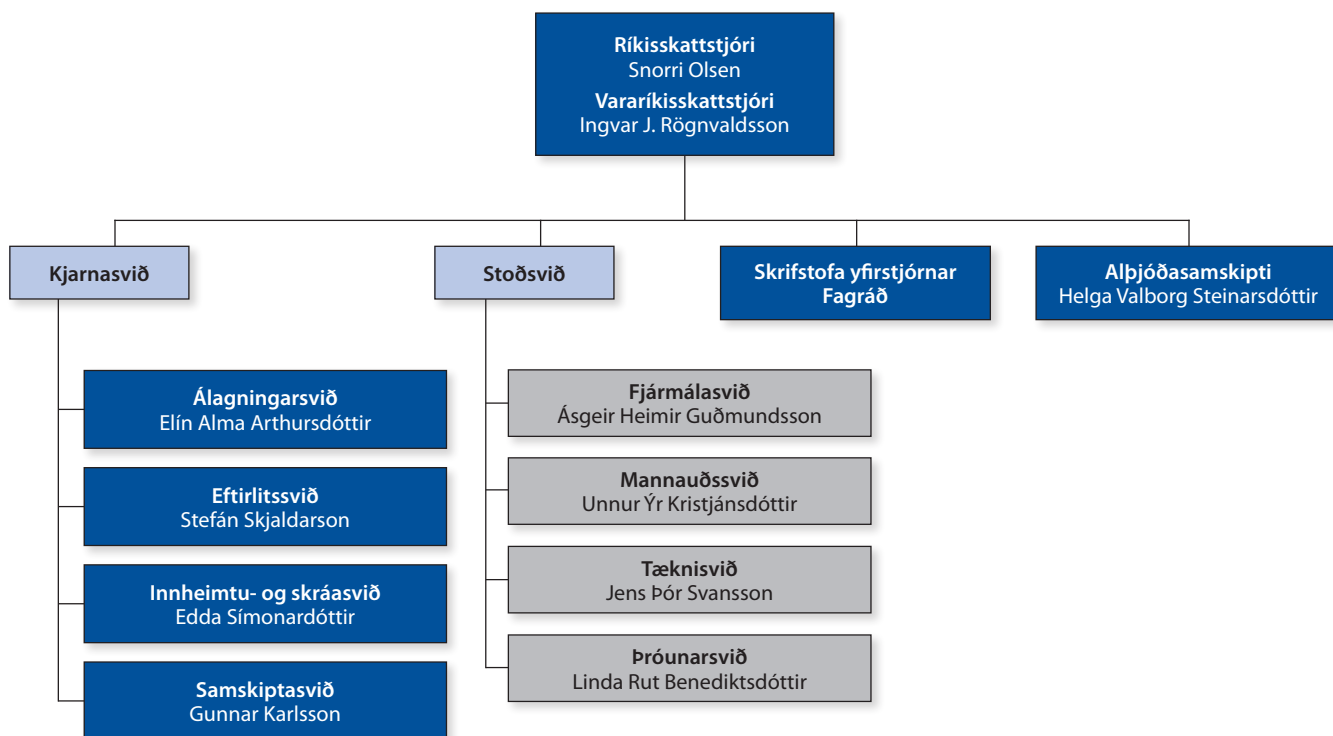 Ríkisskattstjóri
Snorri Olsen
Vararíkisskattstjóri
Ingvar J. Rögnvaldsson
Kjarnasvið
Stoðsvið
Skrifstofa yfirstjórnar
Fagráð
Alþjóðasamskipti
Helga Valborg Steinarsdóttir
Álagningarsvið
Elín Alma Arthursdóttir
Eftirlitssvið
Stefán Skjaldarson
Innheimtu- og skráasvið
Edda Símonardóttir
Samskiptasvið
Gunnar Karlsson
Fjármálasvið
Ásgeir Heimir Guðmundsson
Mannauðssvið
Unnur Ýr Kristjánsdóttir
Tæknisvið
Jens Þór Svansson
Þróunarsvið
Linda Rut Benediktsdóttir